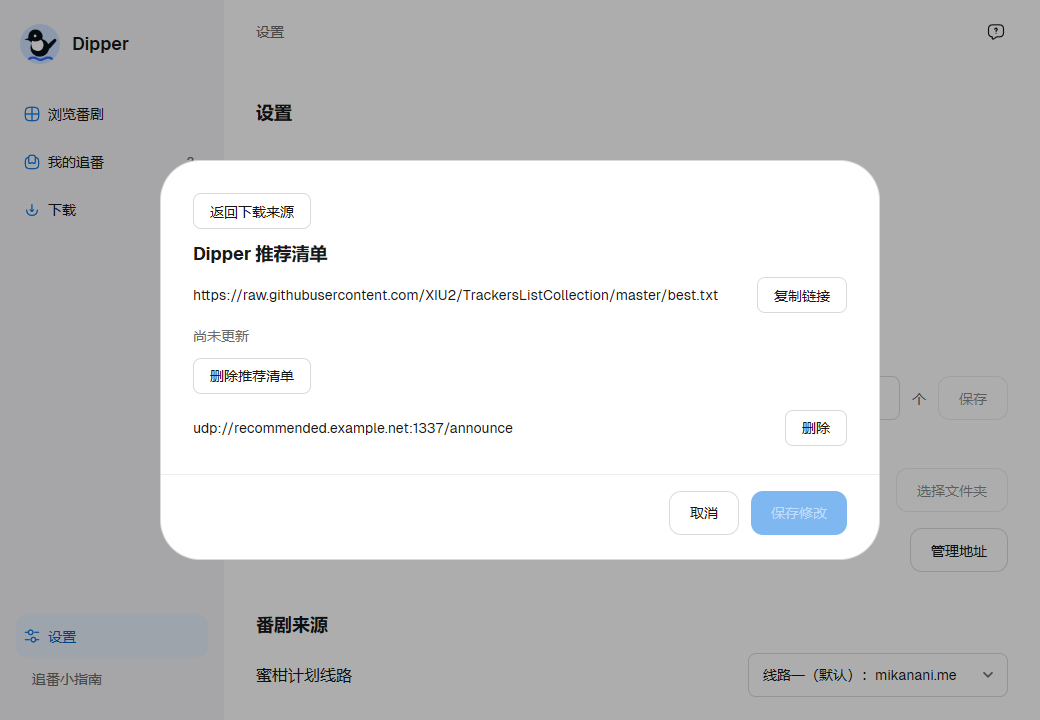 Dipper
设置
浏览番剧
设置
我的追番
下载
返回下载来源
Dipper 推荐清单
https://raw.githubusercontent.com/XIU2/TrackersListCollection/master/best.txt
复制链接
尚未更新
删除推荐清单
个
保存
udp://recommended.example.net:1337/announce
删除
选择文件夹
取消
保存修改
管理地址
番剧来源
设置
蜜柑计划线路
线路一（默认）：mikanani.me
追番小指南